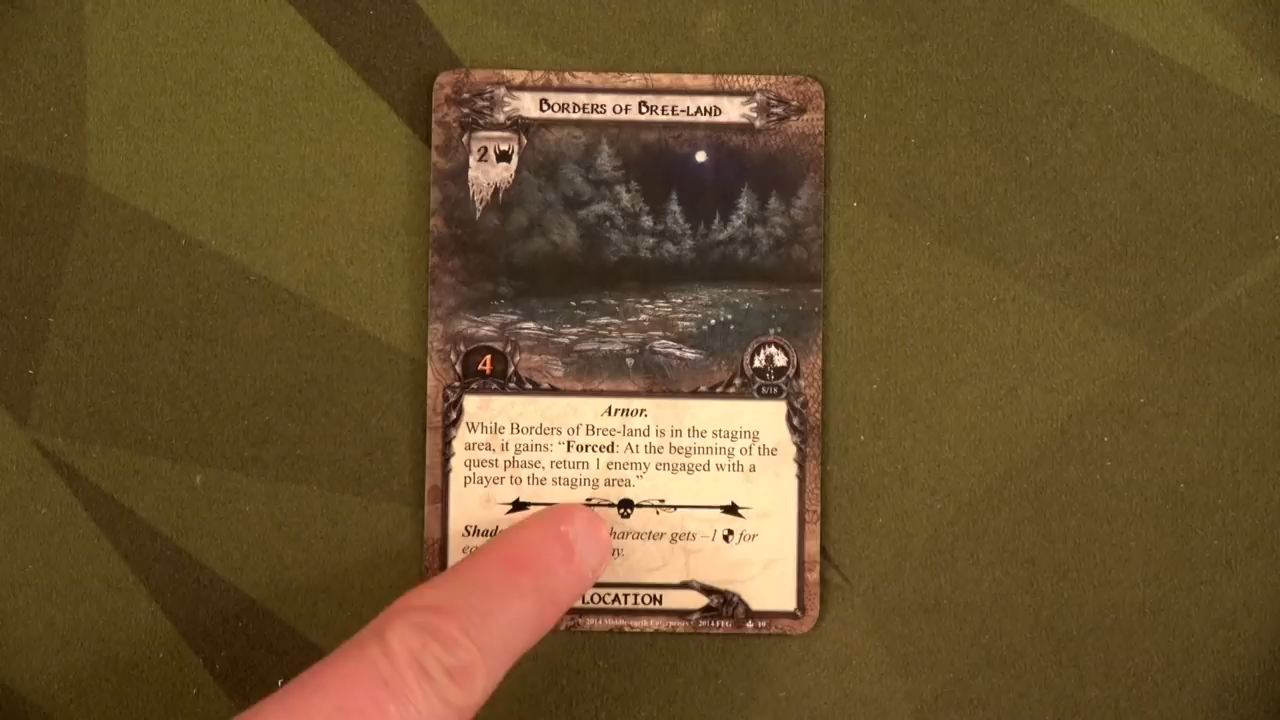 BORDERS OF BREE-LAND
2
4
8/18
Arnor.
While Borders of Bree-land is in the staging
area, it gains: “Forced: At the beginning of the
quest phase, return 1 enemy engaged with a
player to the staging area.”
haracter gets –1 for
LOCATION
© 2014 Middle-earth Enterprises © 2014 FFG